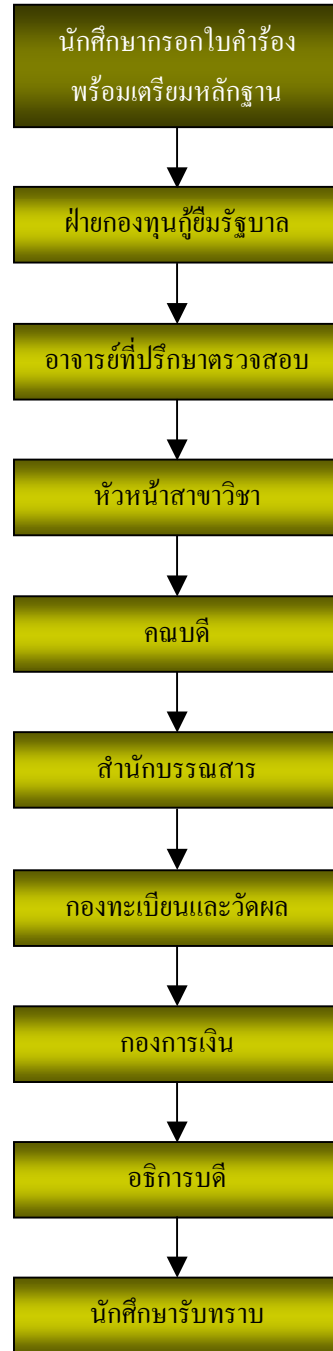 นักศึกษากรอกใบคำร้อง
พร้อมเตรียมหลักฐาน
ฝ่ายกองทุนกู้ยืมรัฐบาล
อาจารย์ที่ปรึกษาตรวจสอบ
หัวหน้าสาขาวิชา
คณบดี
สำนักบรรณสาร
กองทะเบียนและวัดผล
กองการเงิน
อธิการบดี
นักศึกษารับทราบ